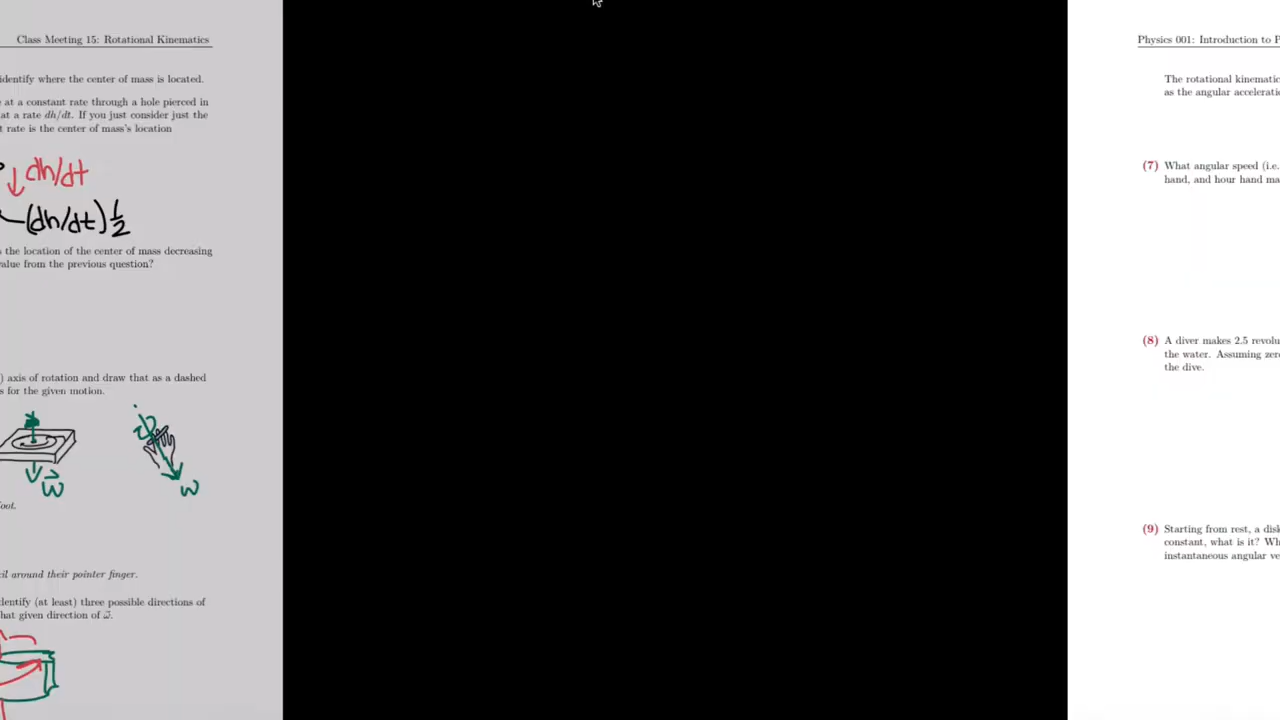 Class Meeting 15: Rotational Kinematics
identify where the center of mass is located.
at a constant rate through a hole pierced in
at a rate dh/dt. If you just consider just the
rate is the center of mass's location
dh/dt
(dh/dt) 1/2
the location of the center of mass decreasing
value from the previous question?
) axis of rotation and draw that as a dashed
s for the given motion.
ω⃗
ω
foot.
around their pointer finger.
identify (at least) three possible directions of
that given direction of ω⃗.
Physics 001: Introduction to P
The rotational kinematic
as the angular acceleratio
(7) What angular speed (i.e.
hand, and hour hand ma
(8) A diver makes 2.5 revolu
the water. Assuming zero
the dive.
(9) Starting from rest, a disk
constant, what is it? Wh
instantaneous angular ve